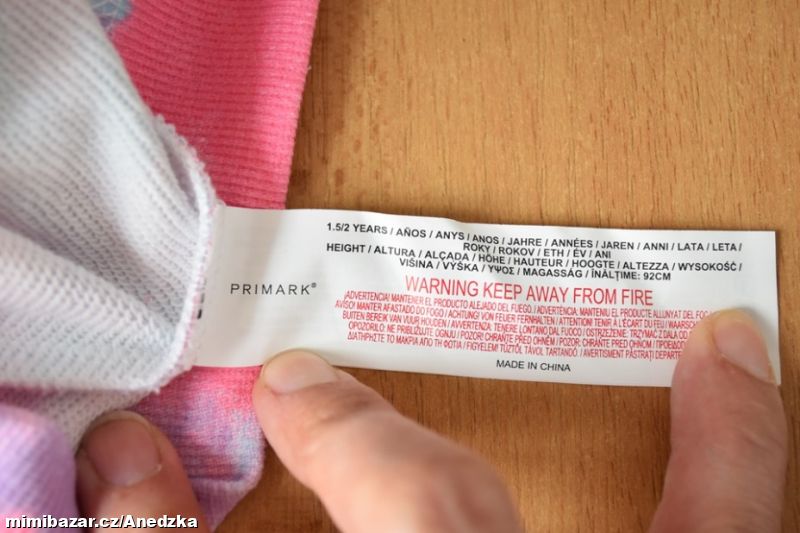 1.5/2 YEARS / AÑOS / ANYS / ANOS / JAHRE / ANNÉES / JAREN / ANNI / LATA / LETA /
ROKY / ROKOV / ETH / ÉV / ANI
HEIGHT / ALTURA / ALÇADA / HÖHE / HAUTEUR / HOOGTE / ALTEZZA / WYSOKOŚĆ /
VIŠINA / VÝŠKA / ΥΨΟΣ / MAGASSÁG / ÎNĂLȚIME: 92CM
PRIMARK®
WARNING KEEP AWAY FROM FIRE
¡ADVERTENCIA! MANTENER EL PRODUCTO ALEJADO DEL FUEGO. / ADVERTÈNCIA: MANTENIU EL PRODUCTE ALLUNYAT DEL
AVISO! MANTER AFASTADO DO FOGO / ACHTUNG! VON FEUER FERNHALTEN / ATTENTION! TENIR À L'ÉCART DU FEU /
BUITEN BEREIK VAN VUUR HOUDEN / AVVERTENZA: TENERE LONTANO DAL FUOCO / OSTRZEŻENIE: TRZYMAĆ Z DALA OD
OPOZORILO: NE PRIBLIŽUJTE OGNJU / POZOR! CHRAŇTE PŘED OHNĚM / POZOR: CHRÁŇTE PRED OHŇOM /
ΔΙΑΤΗΡΗΣΤΕ ΤΟ ΜΑΚΡΙΑ ΑΠΟ ΤΗ ΦΩΤΙΑ / FIGYELEM! TŰZTŐL TÁVOL TARTANDÓ. / AVERTISMENT PĂSTRAȚI
MADE IN CHINA
mimibazar.cz/Anedzka